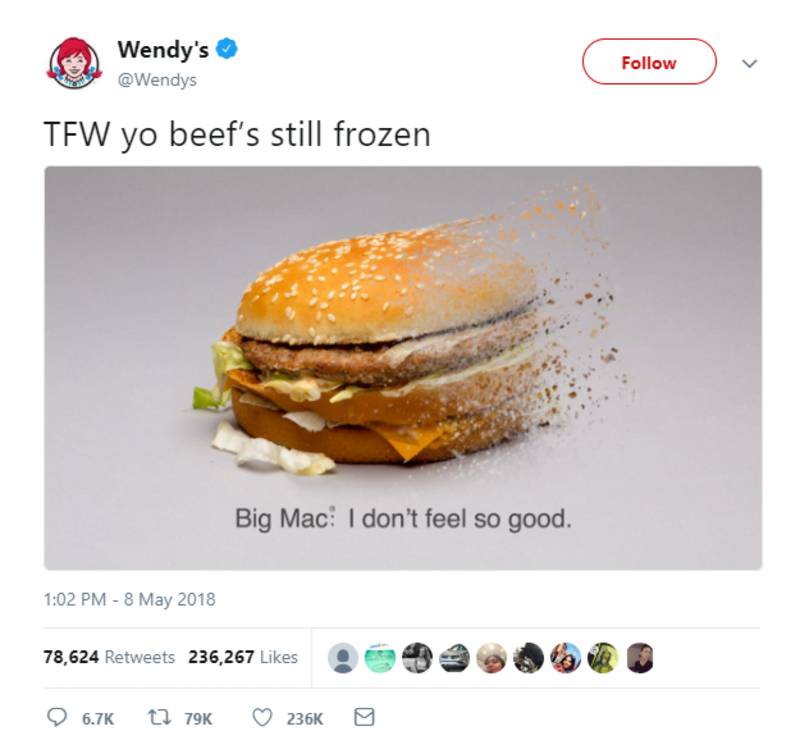 Wendy's
@Wendys
Follow
TFW yo beef's still frozen
Big Mac®: I don't feel so good.
1:02 PM - 8 May 2018
78,624 Retweets 236,267 Likes
6.7K 79K 236K